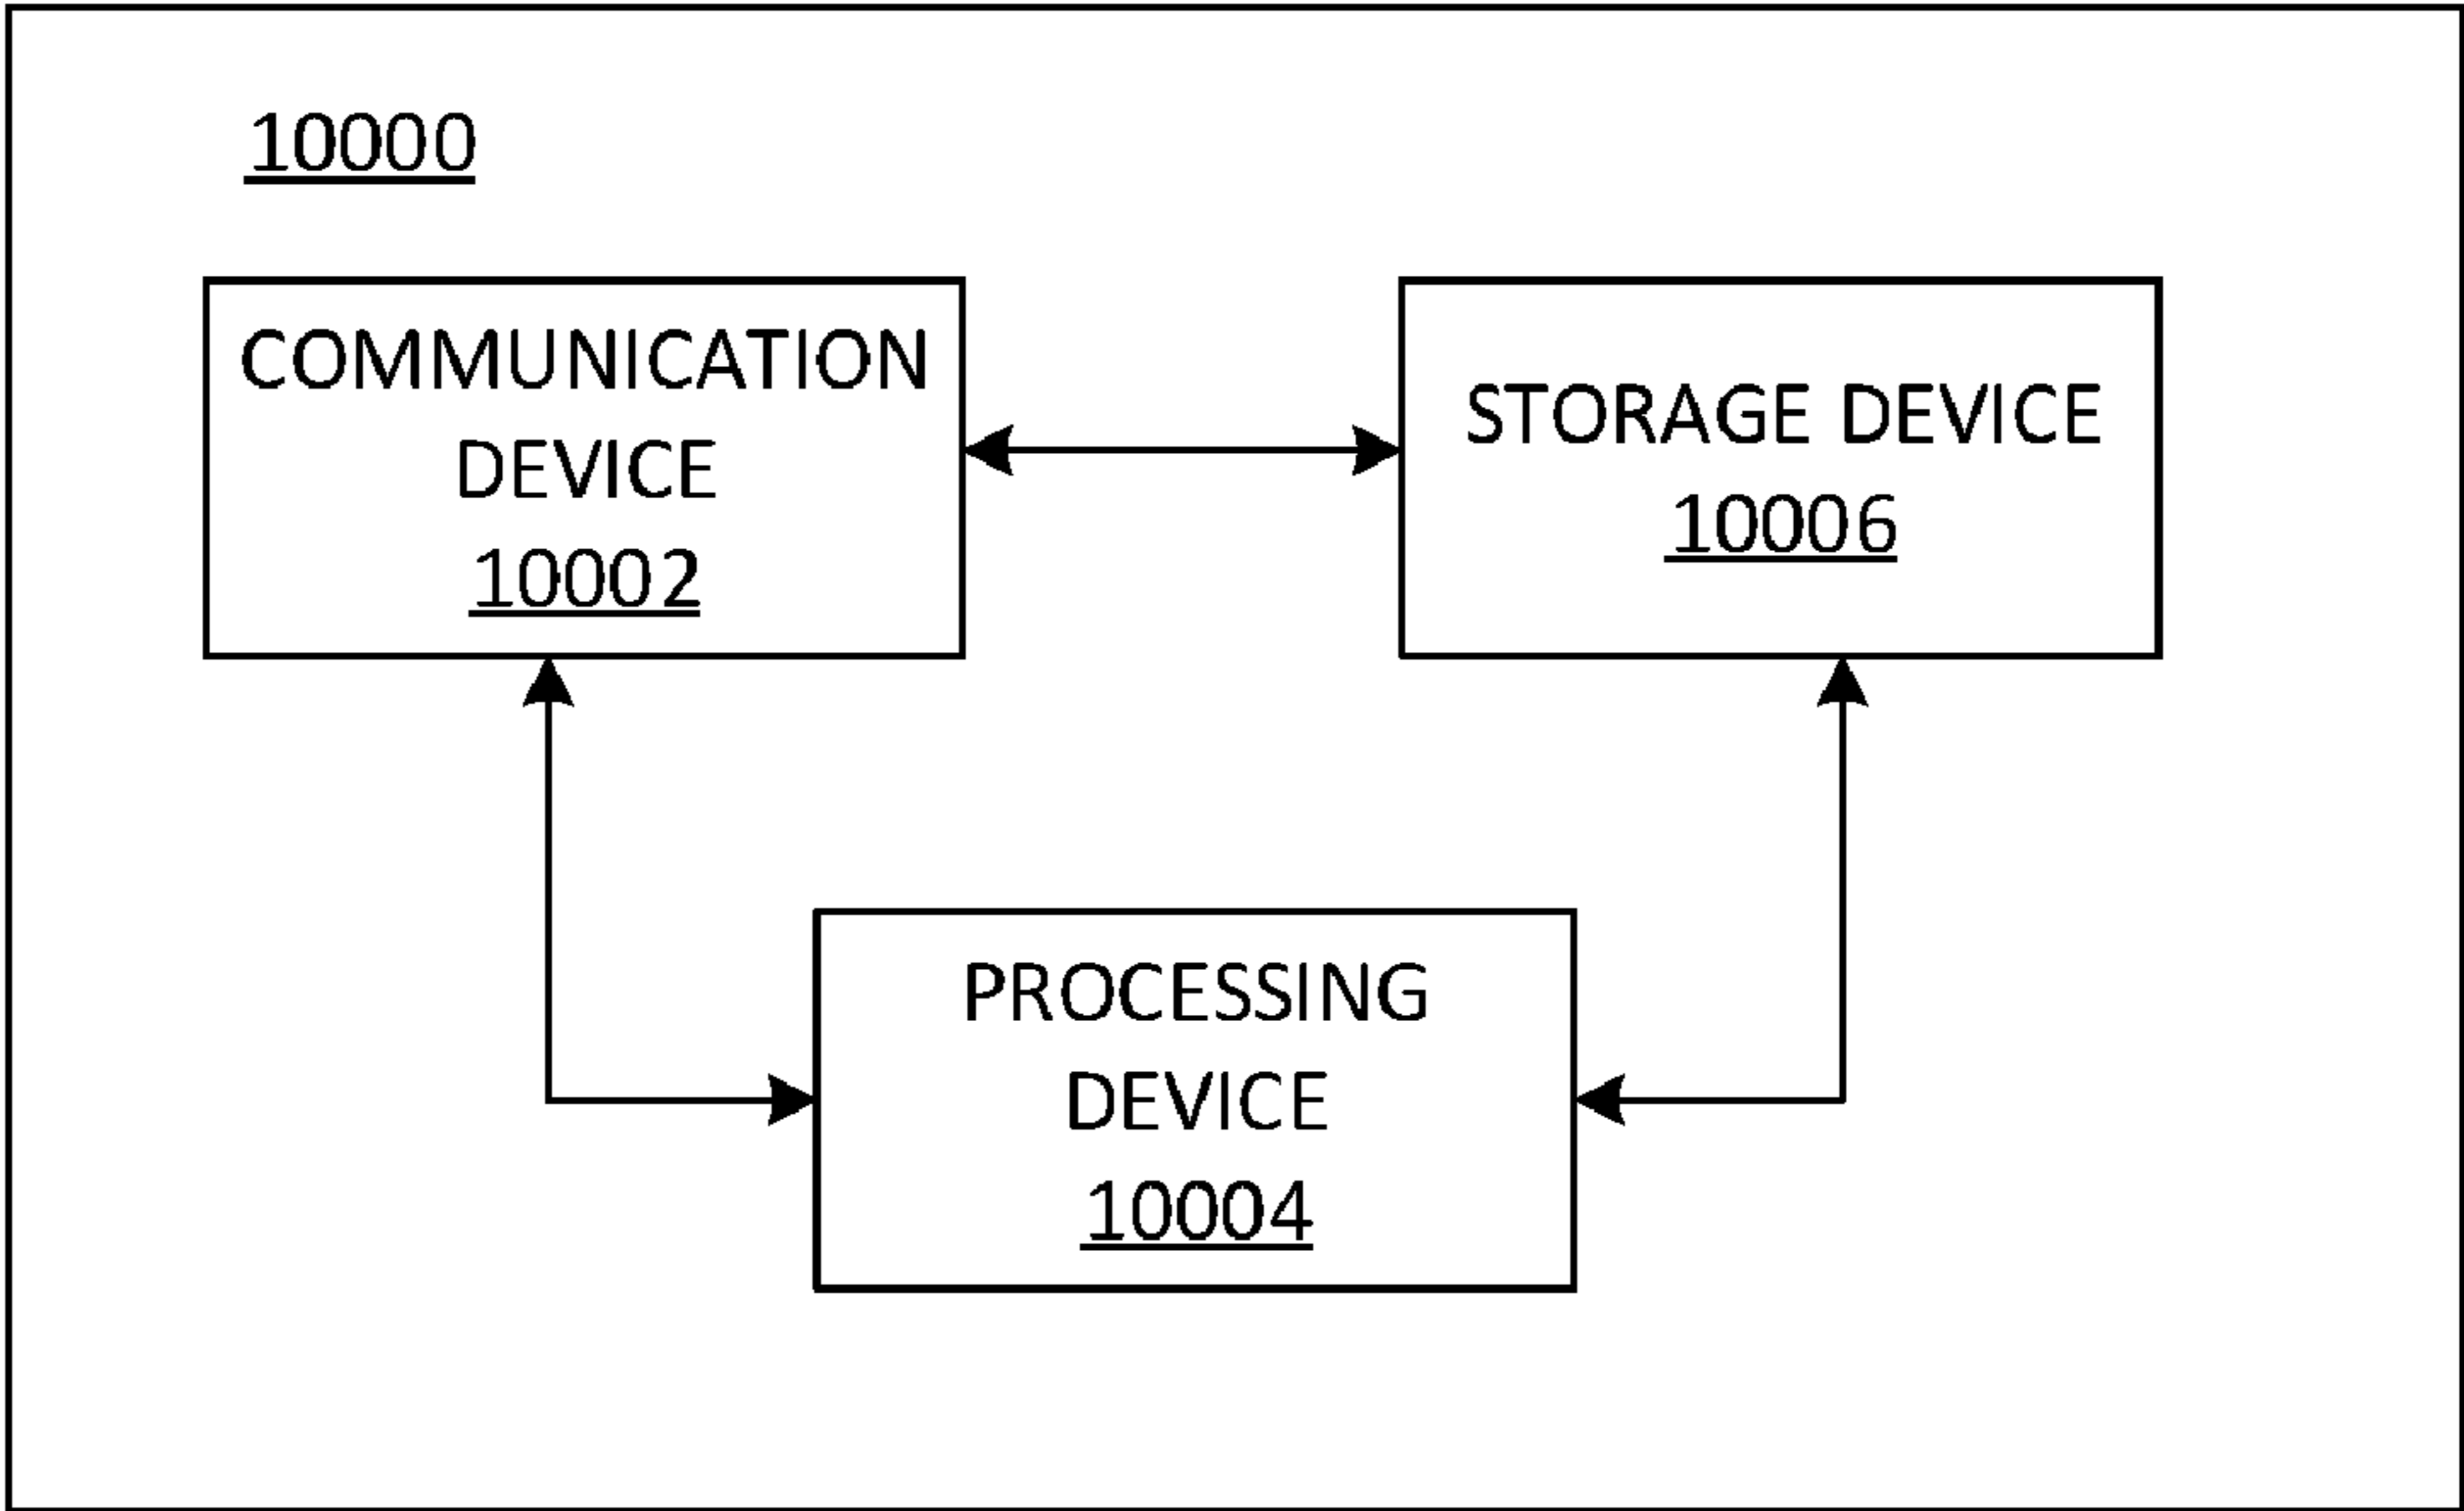 10000
COMMUNICATION
DEVICE
10002
STORAGE DEVICE
10006
PROCESSING
DEVICE
10004